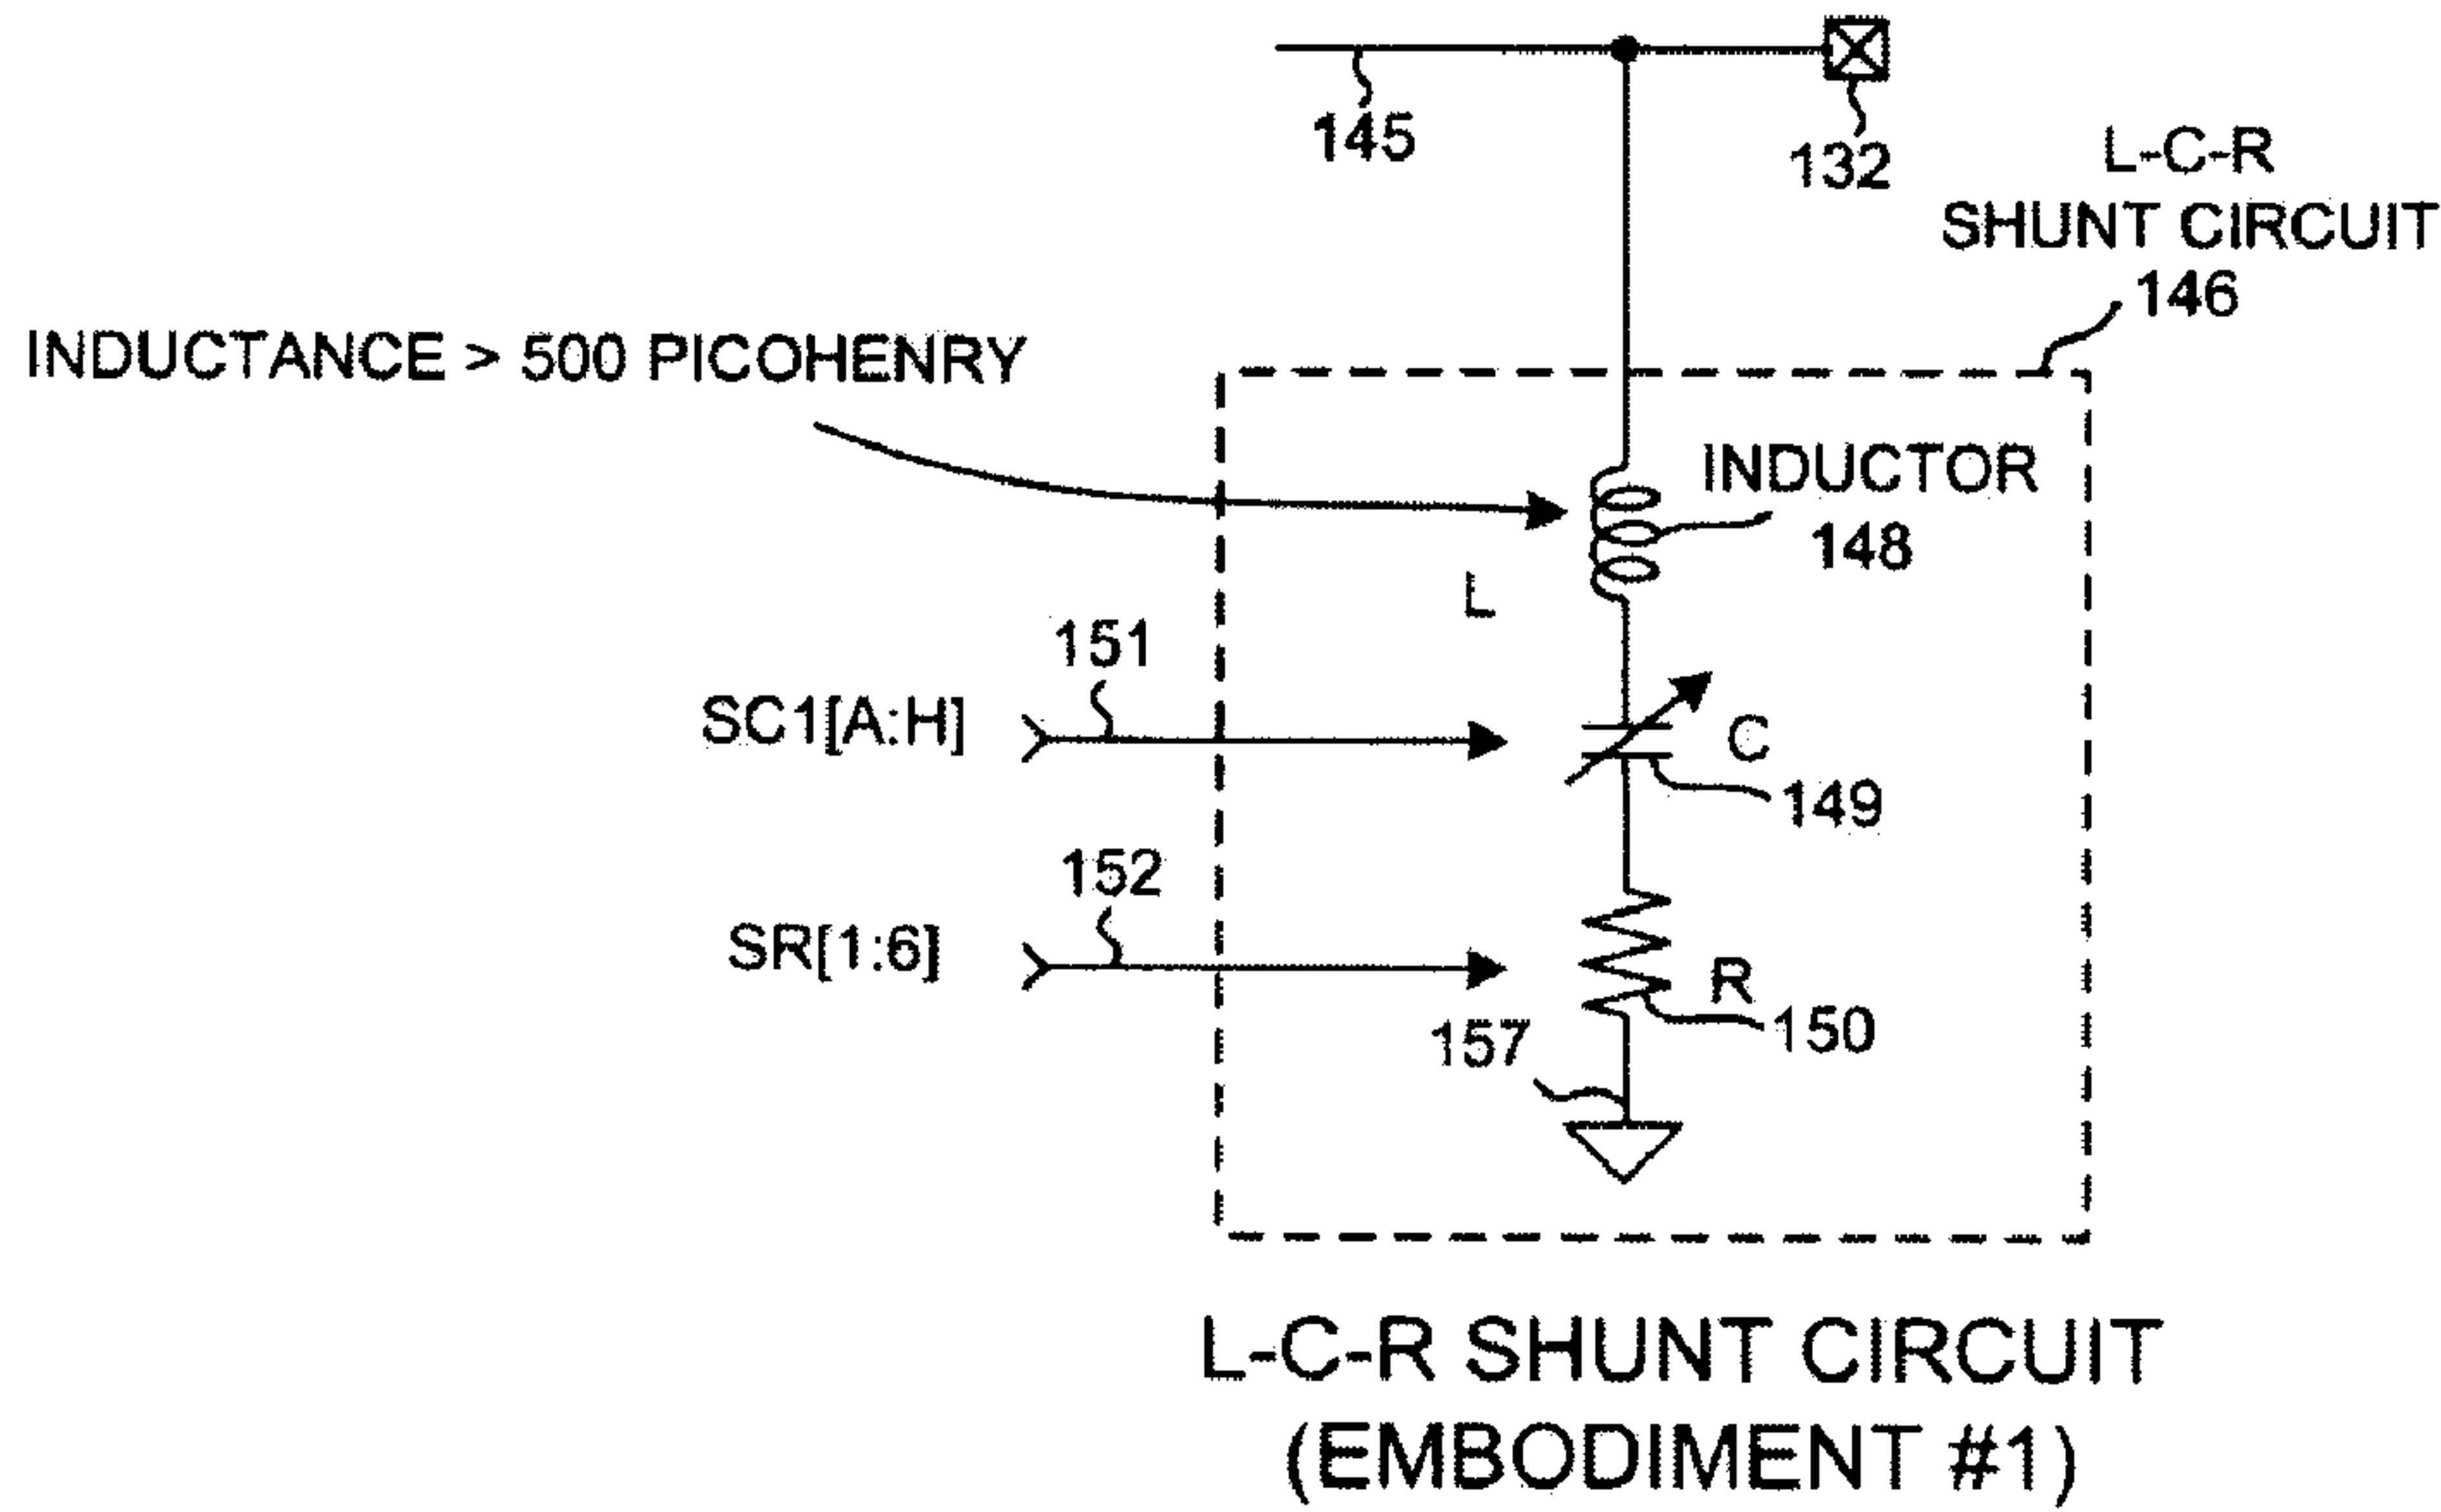 145
132
L-C-R
SHUNT CIRCUIT
146
INDUCTANCE > 500 PICOHENRY
INDUCTOR
148
L
151
SC1[A:H]
C
149
152
SR[1:6]
R
150
157
L-C-R SHUNT CIRCUIT
(EMBODIMENT #1)